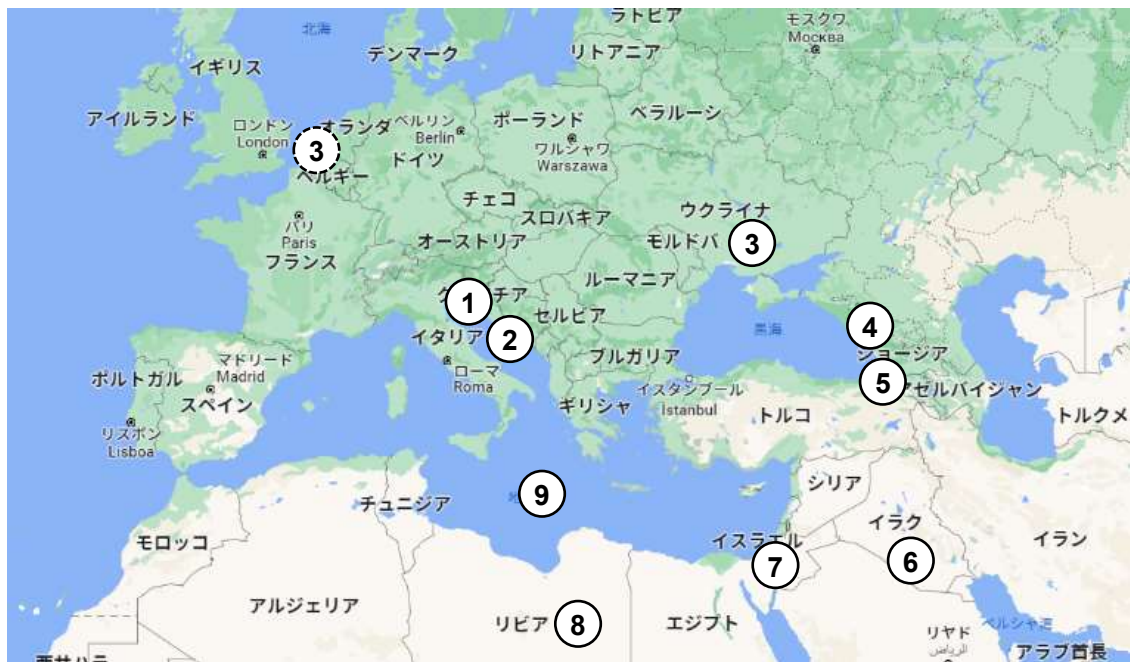 ラトビア
モスクワ
Москва
北海
デンマーク
リトアニア
イギリス
アイルランド
ロンドン
London
3
オランダ
ベルリン
Berlin
ポーランド
ベラルーシ
ワルシャワ
Warszawa
ドイツ
ベルギー
チェコ
スロバキア
ウクライナ
パリ
Paris
フランス
オーストリア
モルドバ
3
ルーマニア
1
チア
セルビア
イタリア
2
黒海
4
ジョージア
マドリード
Madrid
ポルトガル
スペイン
ローマ
Roma
ブルガリア
イスタンブール
İstanbul
5
アゼルバイジャン
リスボン
Lisboa
ギリシャ
トルコ
トルクメ
9
チュニジア
シリア
モロッコ
イスラエル
イラク
イラン
7
6
アルジェリア
リビア
8
エジプト
ペルシャ湾
リヤド
الرياض
アラブ首長